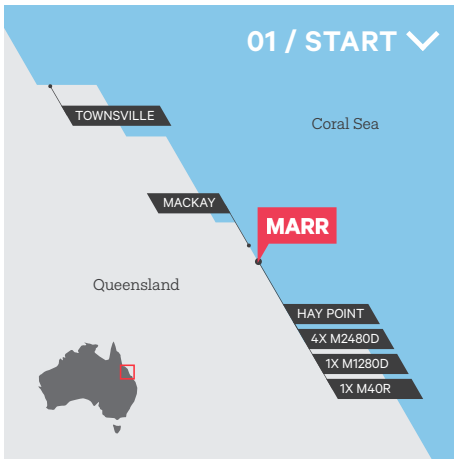 01 / START
Coral Sea
TOWNSVILLE
MACKAY
MARR
Queensland
HAY POINT
4X M2480D
1X M1280D
1X M40R